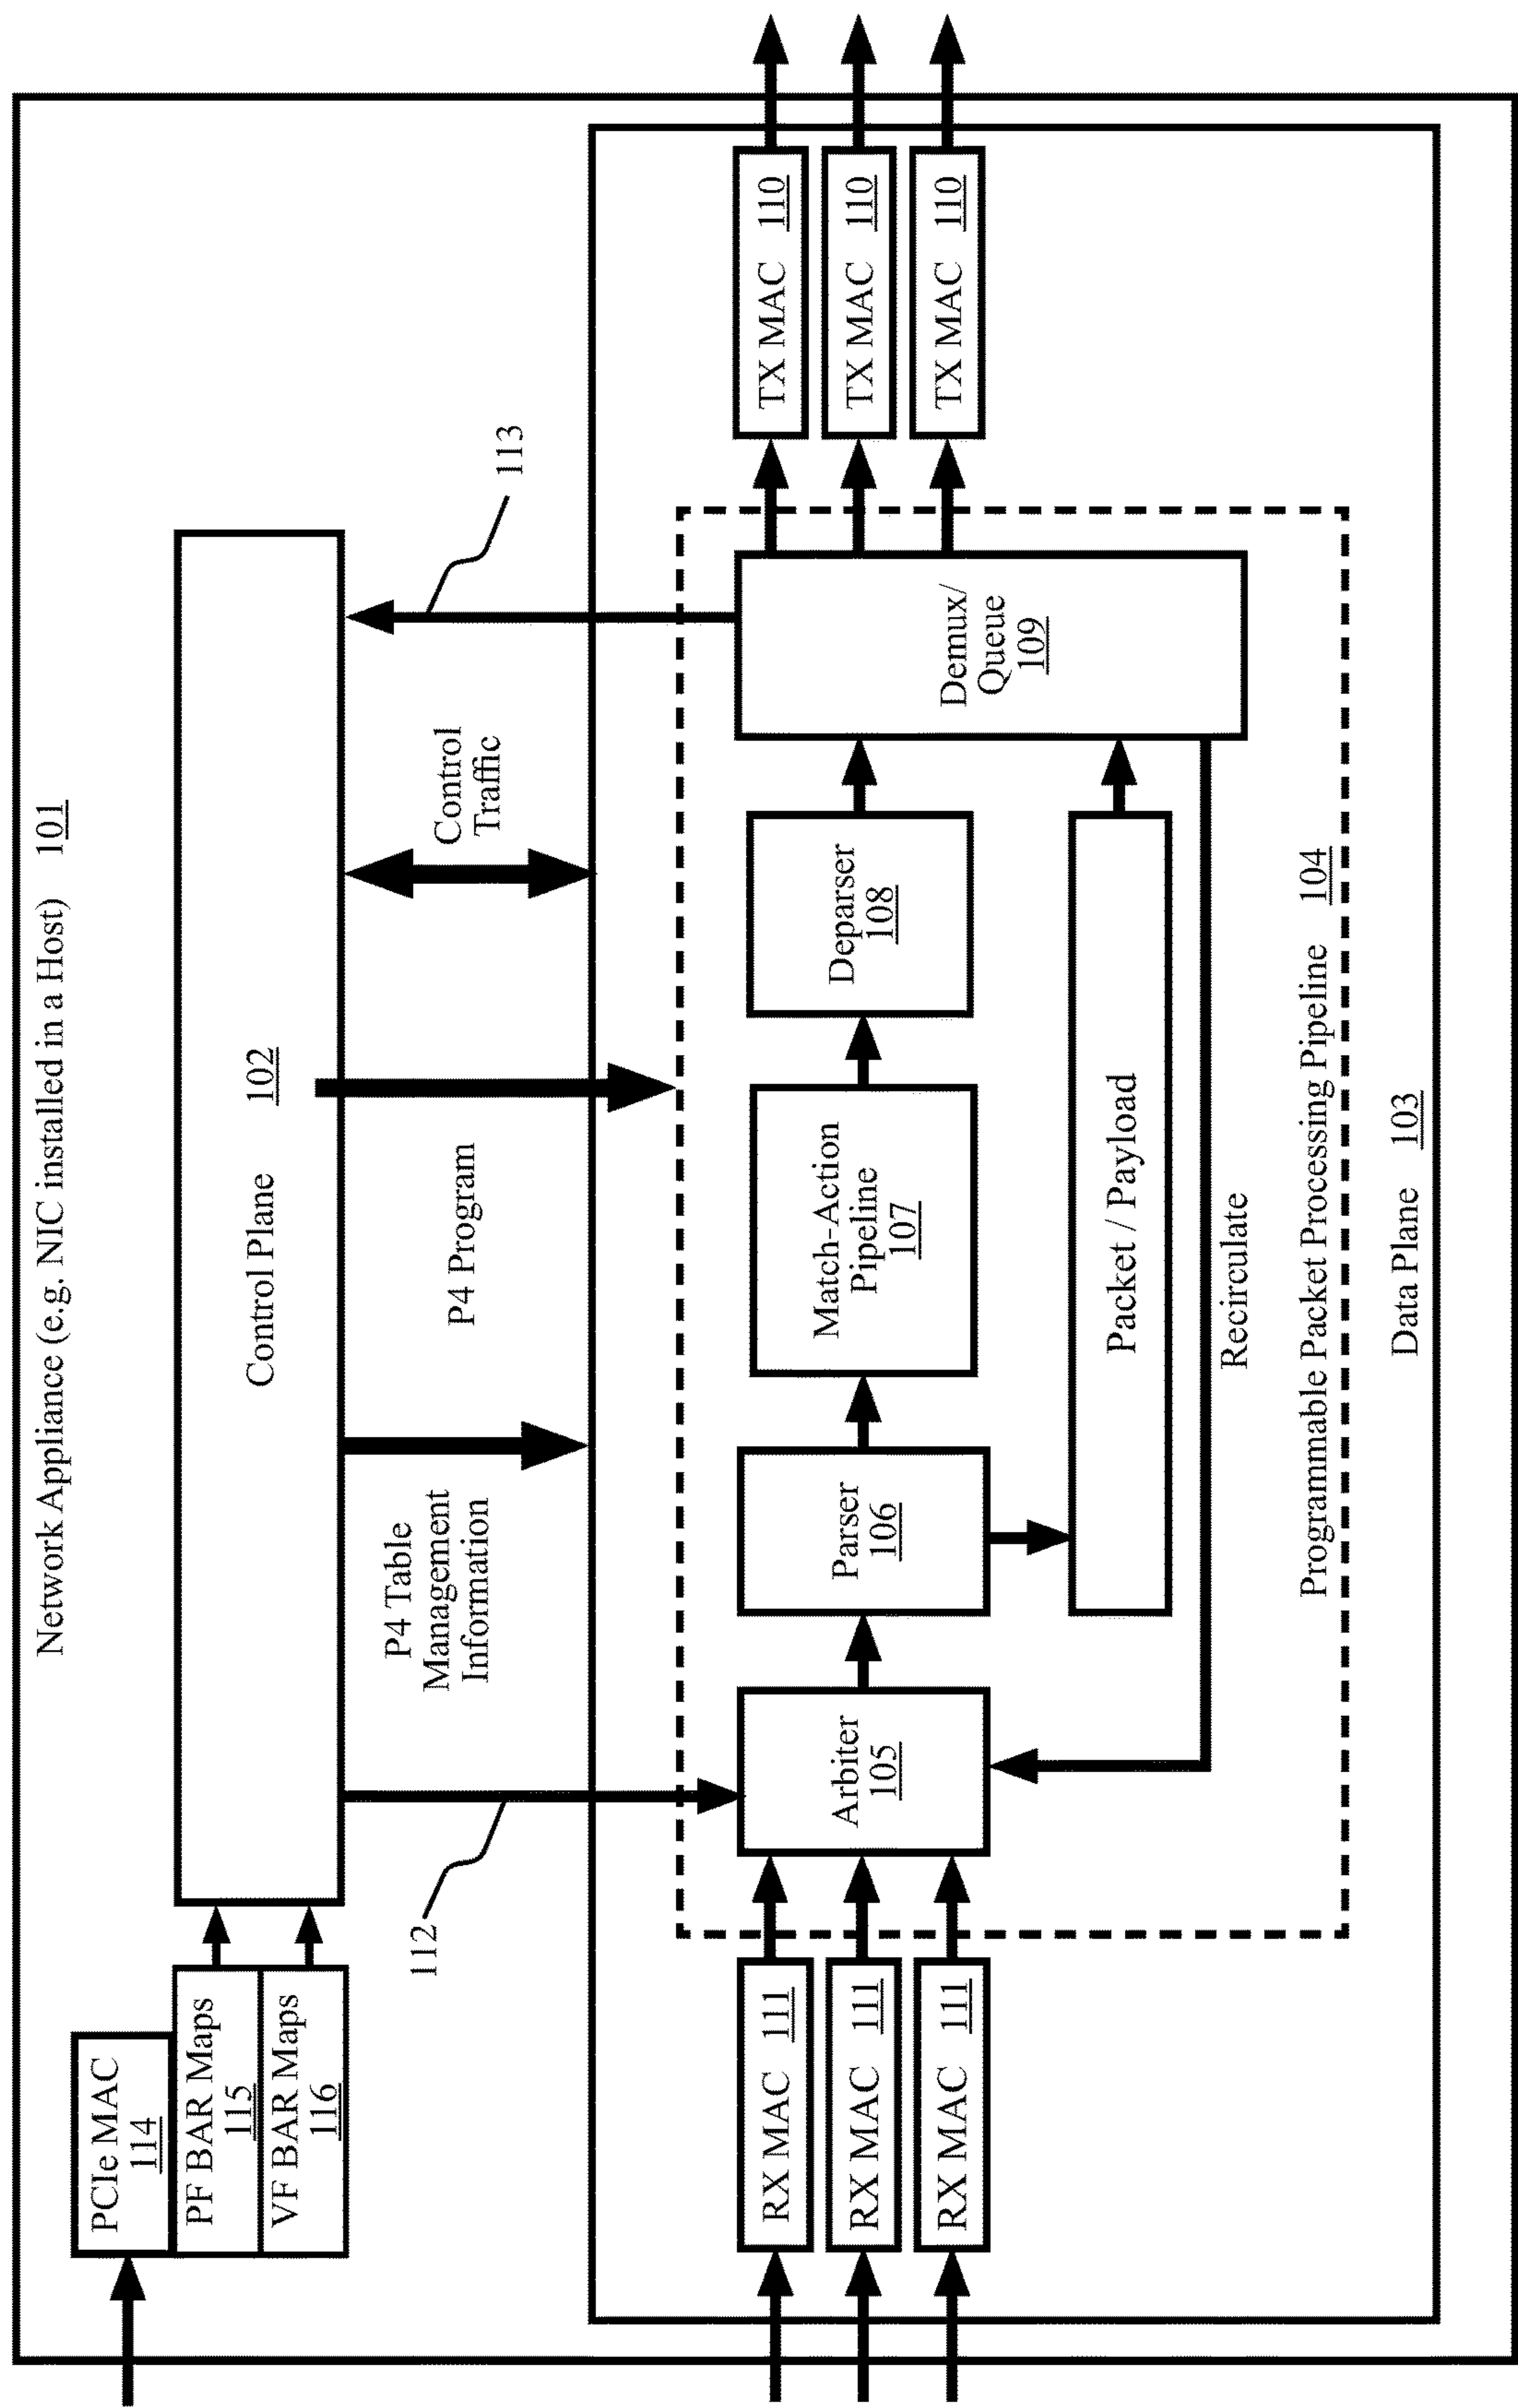 Network Appliance (e.g. NIC installed in a Host) 101
PCIe MAC
114
PF BAR Maps
115
VF BAR Maps
116
Control Plane 102
112
P4 Table
Management
Information
P4 Program
Control
Traffic
113
RX MAC 111
RX MAC 111
RX MAC 111
Arbiter
105
Parser
106
Match-Action
Pipeline
107
Deparser
108
Demux/
Queue
109
TX MAC 110
TX MAC 110
TX MAC 110
Packet / Payload
Recirculate
Programmable Packet Processing Pipeline 104
Data Plane 103